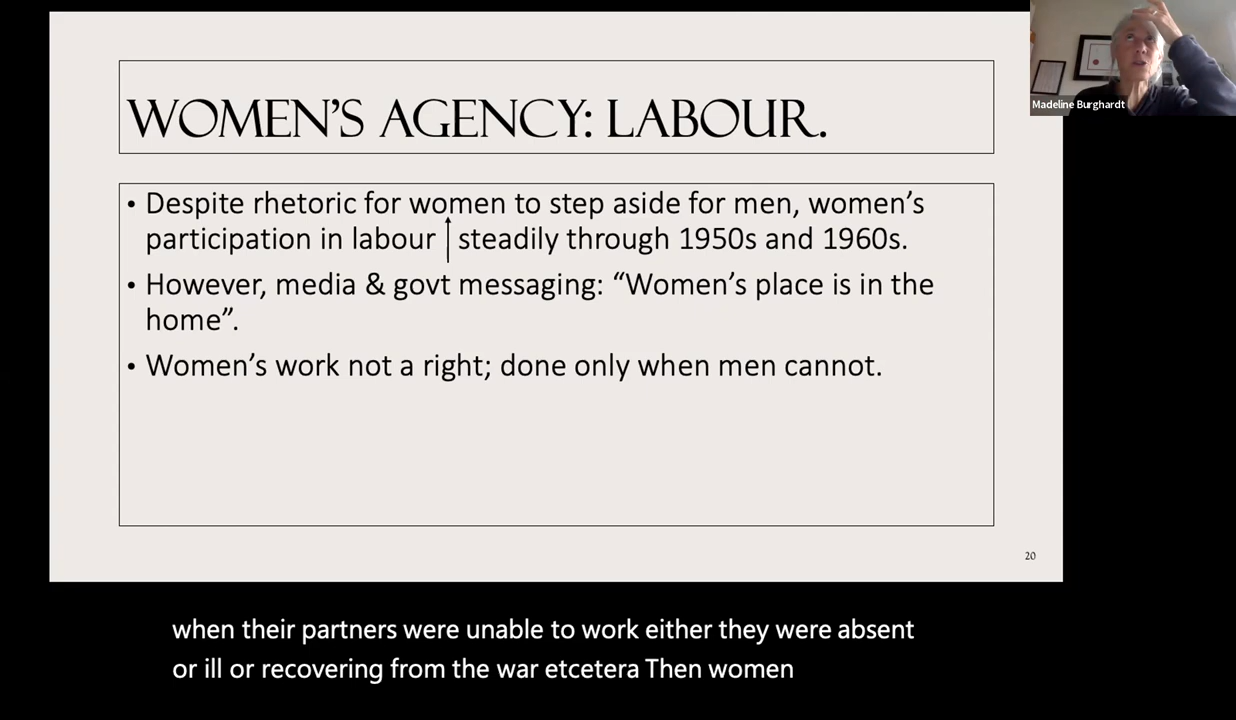 WOMEN'S AGENCY: LABOUR.
Madeline Burghardt
• Despite rhetoric for women to step aside for men, women's
participation in labour ↑ steadily through 1950s and 1960s.
• However, media & govt messaging: “Women's place is in the
home”.
• Women's work not a right; done only when men cannot.
20
when their partners were unable to work either they were absent
or ill or recovering from the war etcetera Then women